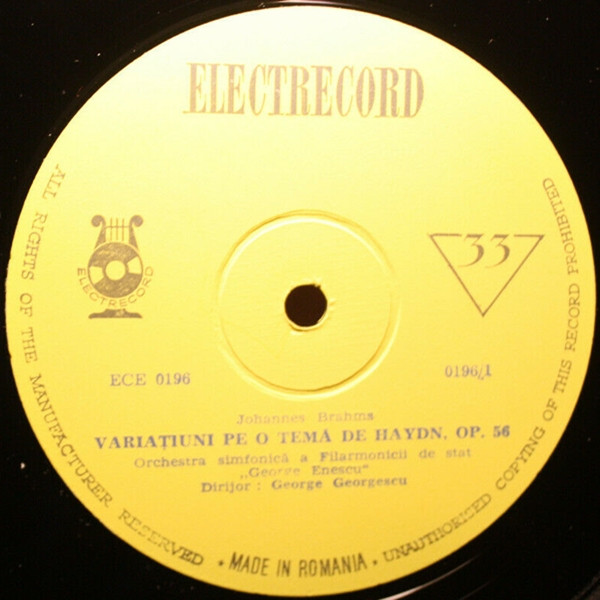 ELECTRECORD
ELECTRECORD
33
ECE 0196
0196/1
Johannes Brahms
VARIAȚIUNI PE O TEMĂ DE HAYDN, OP. 56
Orchestra simfonică a Filarmonicii de stat
„George Enescu“
Dirijor : George Georgescu
ALL RIGHTS OF THE MANUFACTURER RESERVED • MADE IN ROMANIA • UNAUTHORISED COPYING OF THIS RECORD PROHIBITED